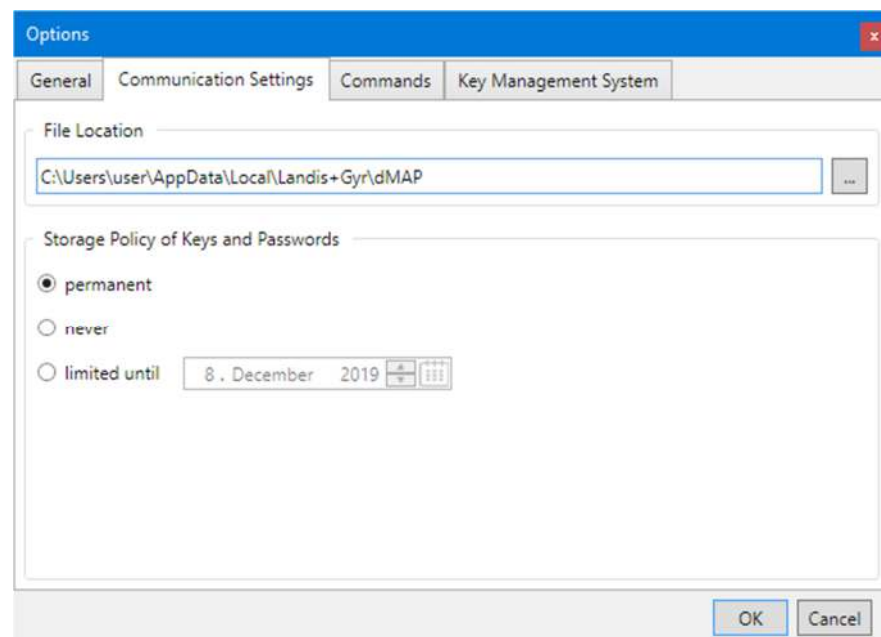 Options
x
General Communication Settings Commands Key Management System
File Location
C:\Users\user\AppData\Local\Landis+Gyr\dMAP
...
Storage Policy of Keys and Passwords
permanent
never
limited until 8 . December 2019
OK Cancel